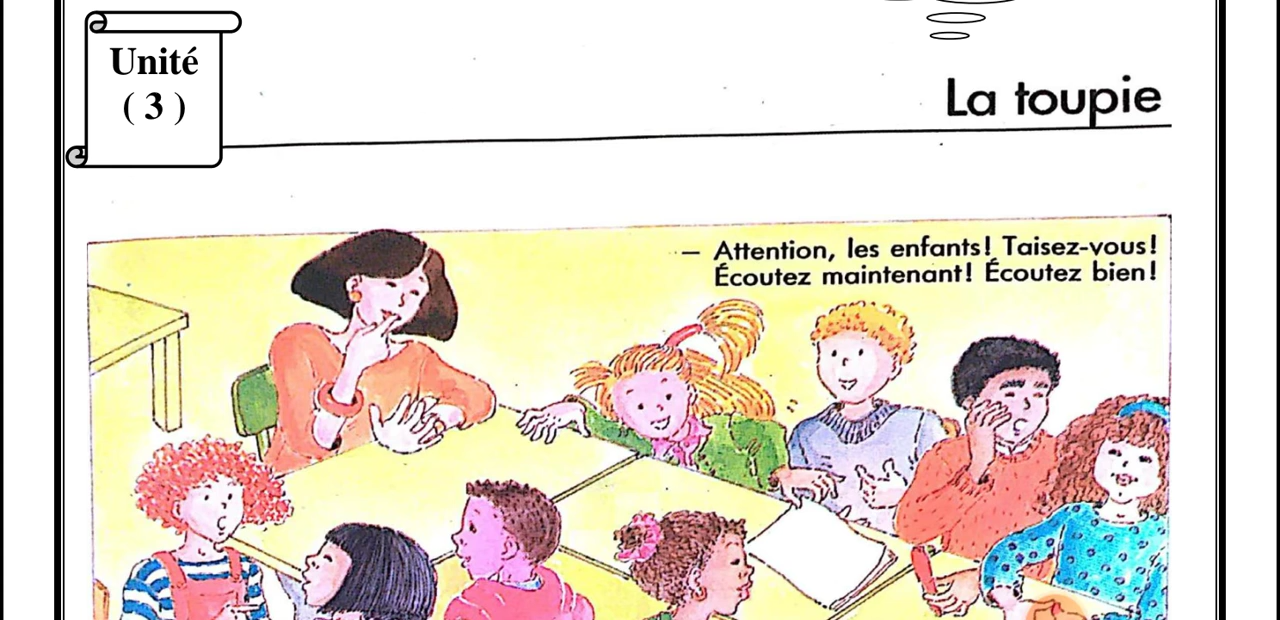 Unité
( 3 )
La toupie
– Attention, les enfants! Taisez-vous!
Écoutez maintenant! Écoutez bien!